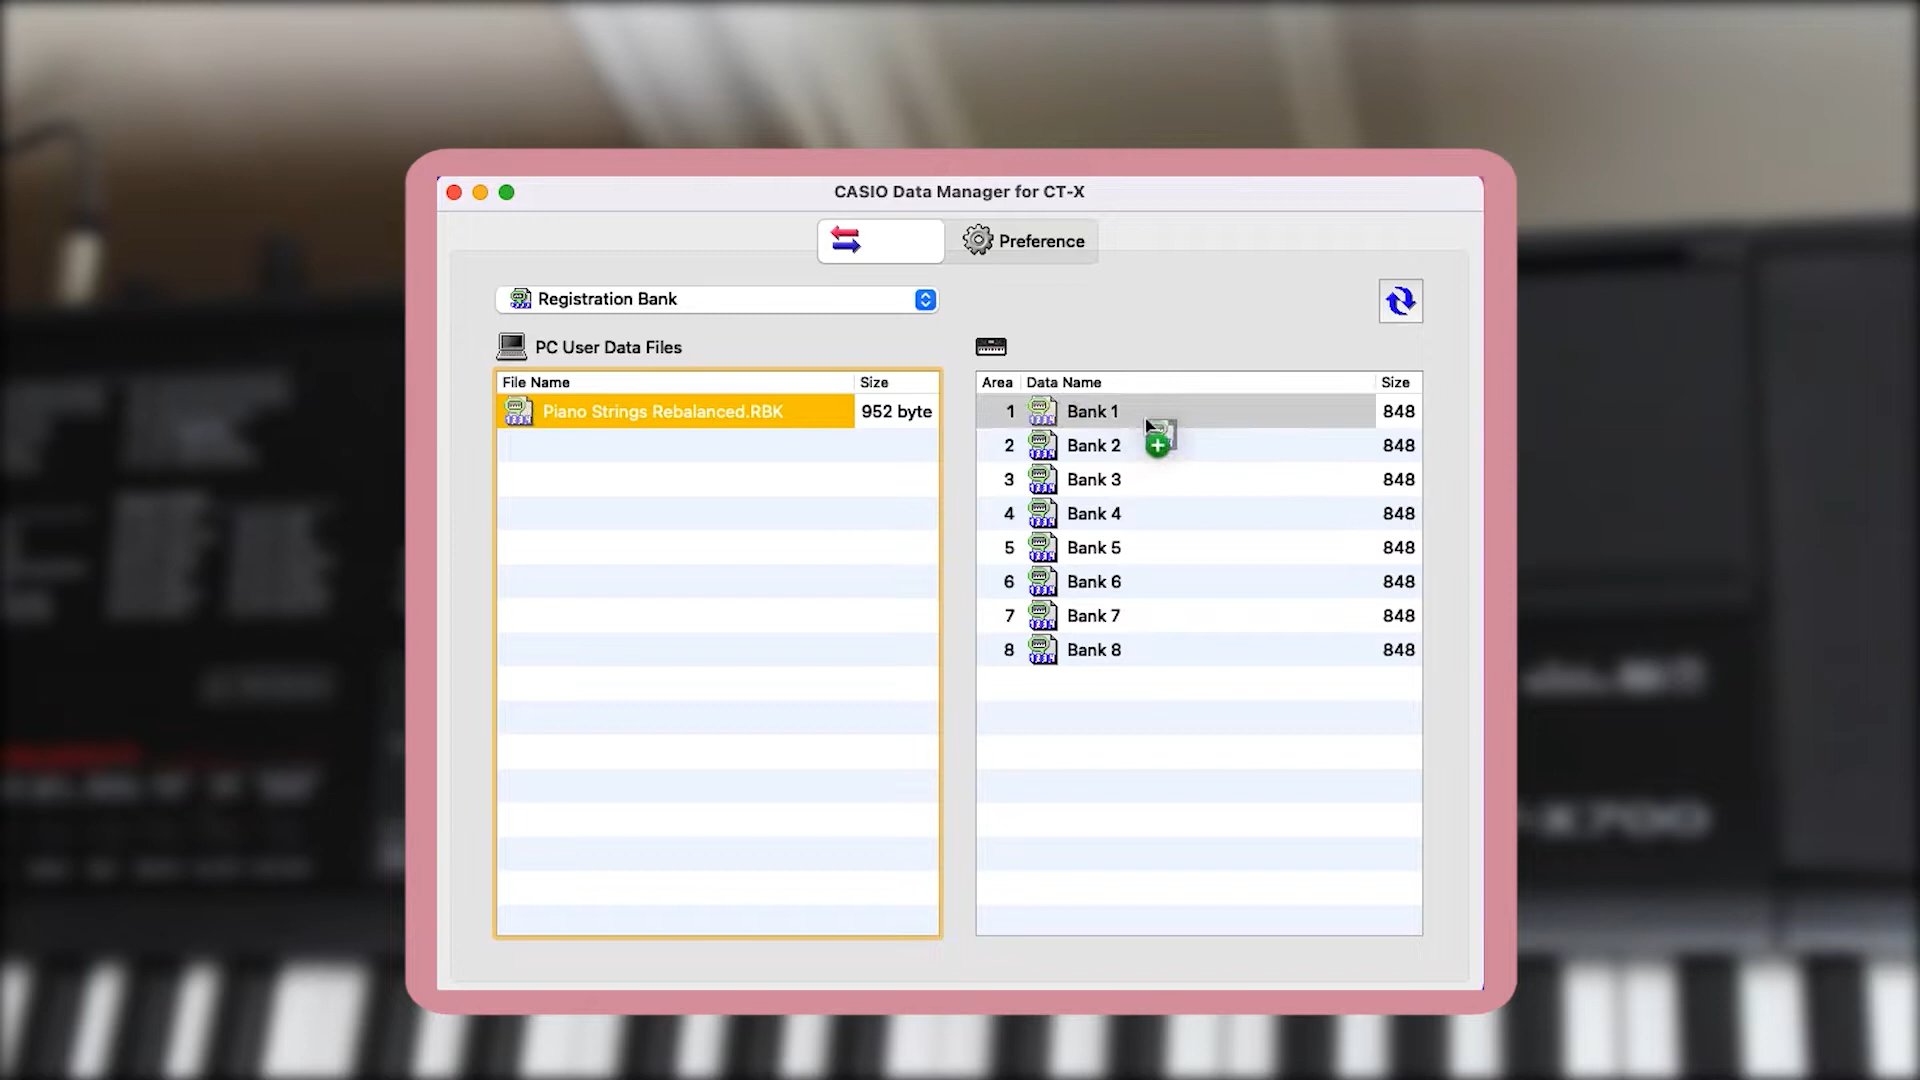 CASIO Data Manager for CT-X
Preference
Registration Bank
PC User Data Files
File Name Size
Piano Strings Rebalanced.RBK 952 byte
Area Data Name Size
1 Bank 1 848
2 Bank 2 848
3 Bank 3 848
4 Bank 4 848
5 Bank 5 848
6 Bank 6 848
7 Bank 7 848
8 Bank 8 848
-X700